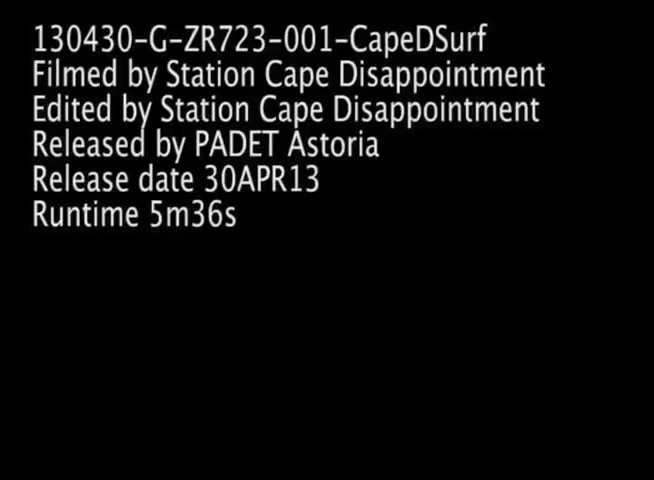 130430-G-ZR723-001-CapeDSurf
Filmed by Station Cape Disappointment
Edited by Station Cape Disappointment
Released by PADET Astoria
Release date 30APR13
Runtime 5m36s